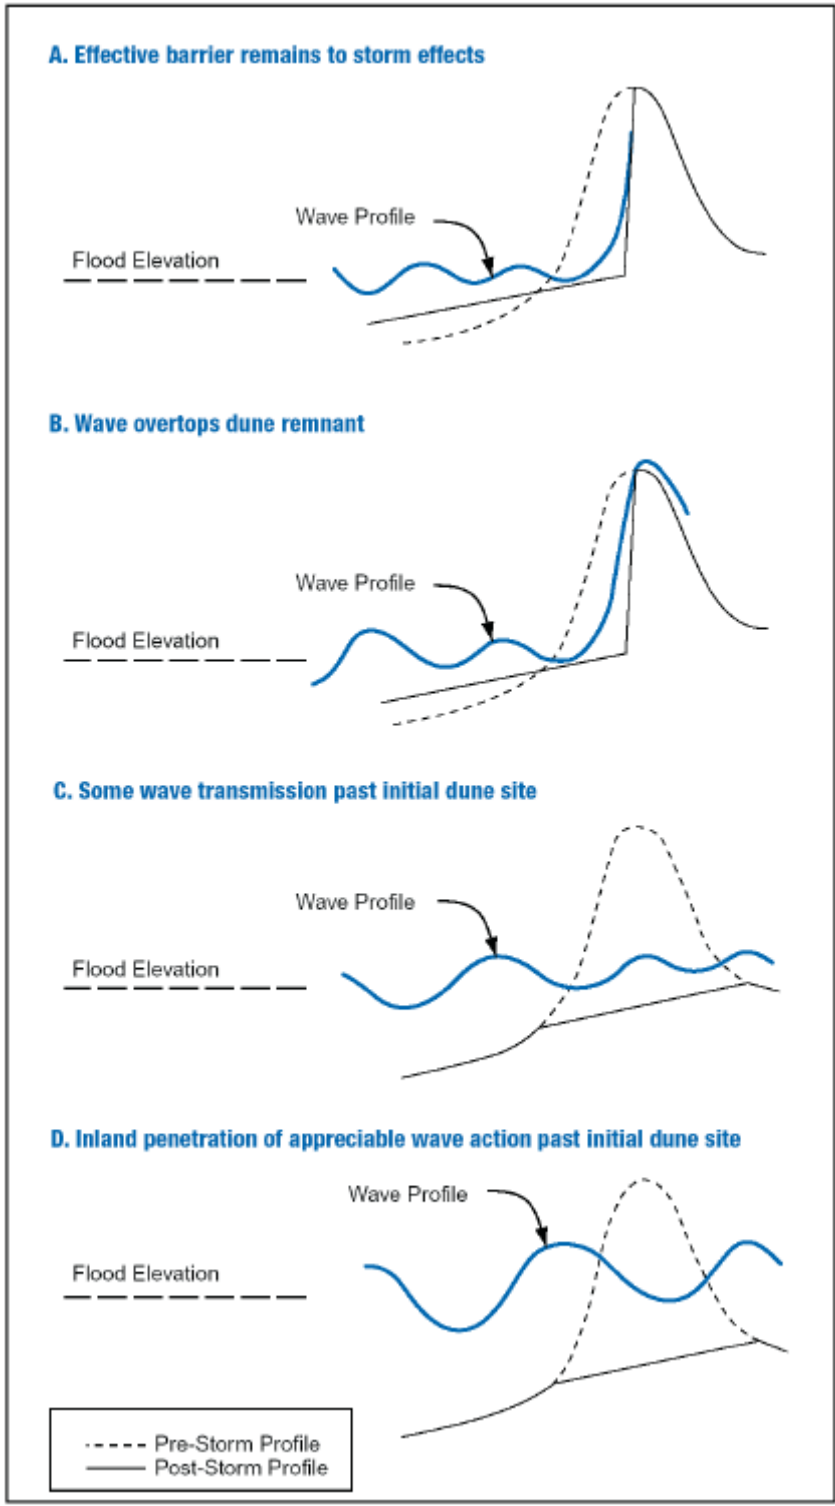 A. Effective barrier remains to storm effects
Wave Profile
Flood Elevation
B. Wave overtops dune remnant
Wave Profile
Flood Elevation
C. Some wave transmission past initial dune site
Wave Profile
Flood Elevation
D. Inland penetration of appreciable wave action past initial dune site
Wave Profile
Flood Elevation
Pre-Storm Profile
Post-Storm Profile